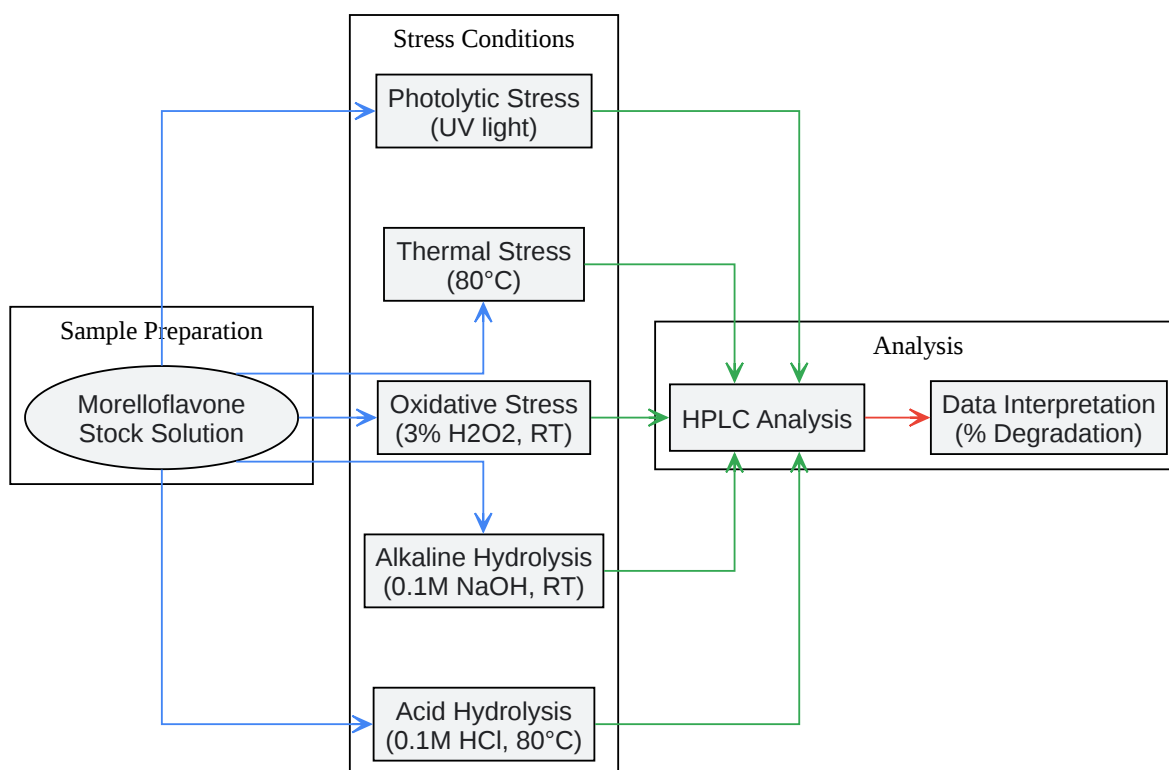 Stress Conditions
Photolytic Stress
(UV light)
Thermal Stress
(80°C)
Sample Preparation
Morelloflavone
Stock Solution
Oxidative Stress
(3% H2O2, RT)
Analysis
HPLC Analysis
Data Interpretation
(% Degradation)
Alkaline Hydrolysis
(0.1M NaOH, RT)
Acid Hydrolysis
(0.1M HCl, 80°C)